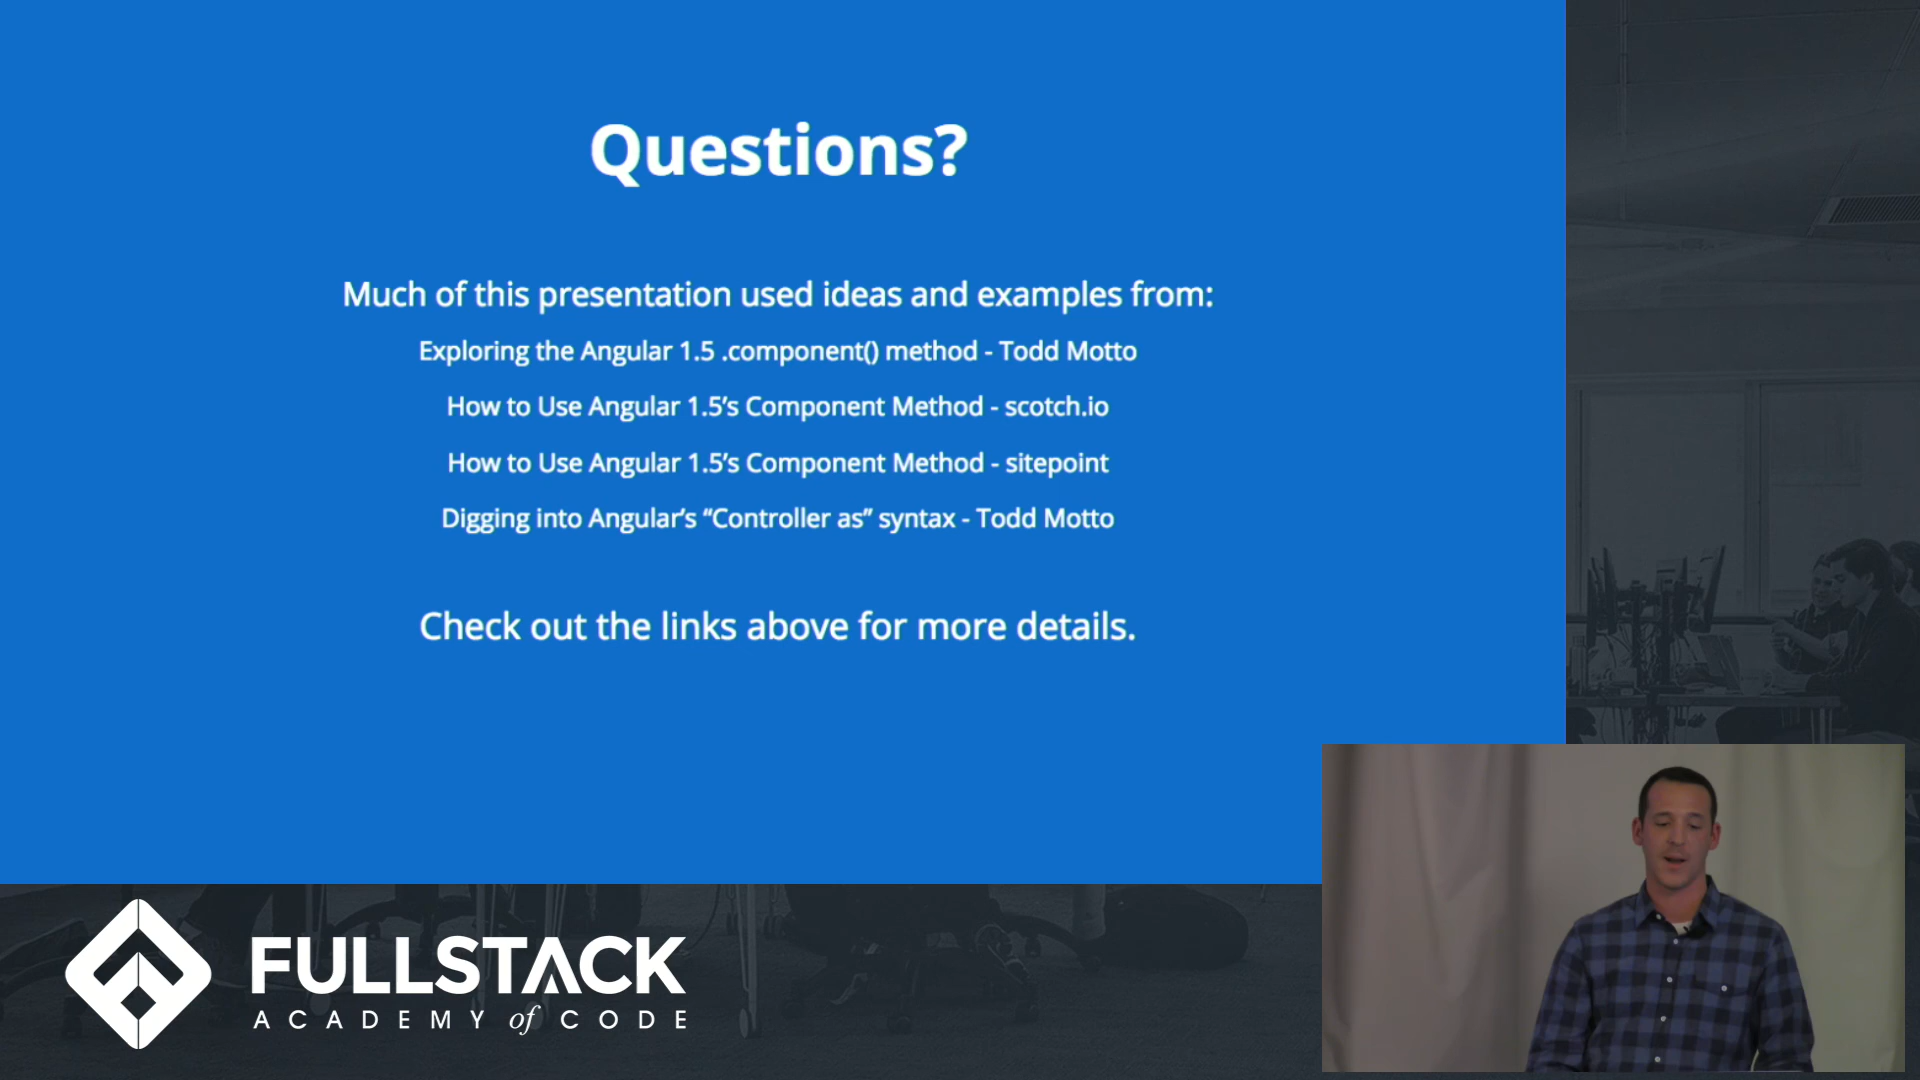 Questions?
Much of this presentation used ideas and examples from:
Exploring the Angular 1.5 .component() method - Todd Motto
How to Use Angular 1.5’s Component Method - scotch.io
How to Use Angular 1.5’s Component Method - sitepoint
Digging into Angular’s “Controller as” syntax - Todd Motto
Check out the links above for more details.
FULLSTACK
ACADEMY of CODE